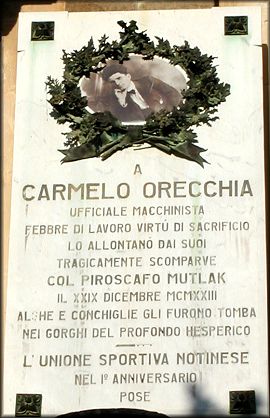 A
CARMELO ORECCHIA
UFFICIALE MACCHINISTA
FEBBRE DI LAVORO VIRTÚ DI SACRIFICIO
LO ALLONTANÒ DAI SUOI
TRAGICAMENTE SCOMPARVE
COL PIROSCAFO MUTLAK
IL XXIX DICEMBRE MCMXXIII
ALGHE E CONCHIGLIE GLI FURONO TOMBA
NEI GORGHI DEL PROFONDO HESPERICO
L'UNIONE SPORTIVA NOTINESE
NEL 1º ANNIVERSARIO
POSE